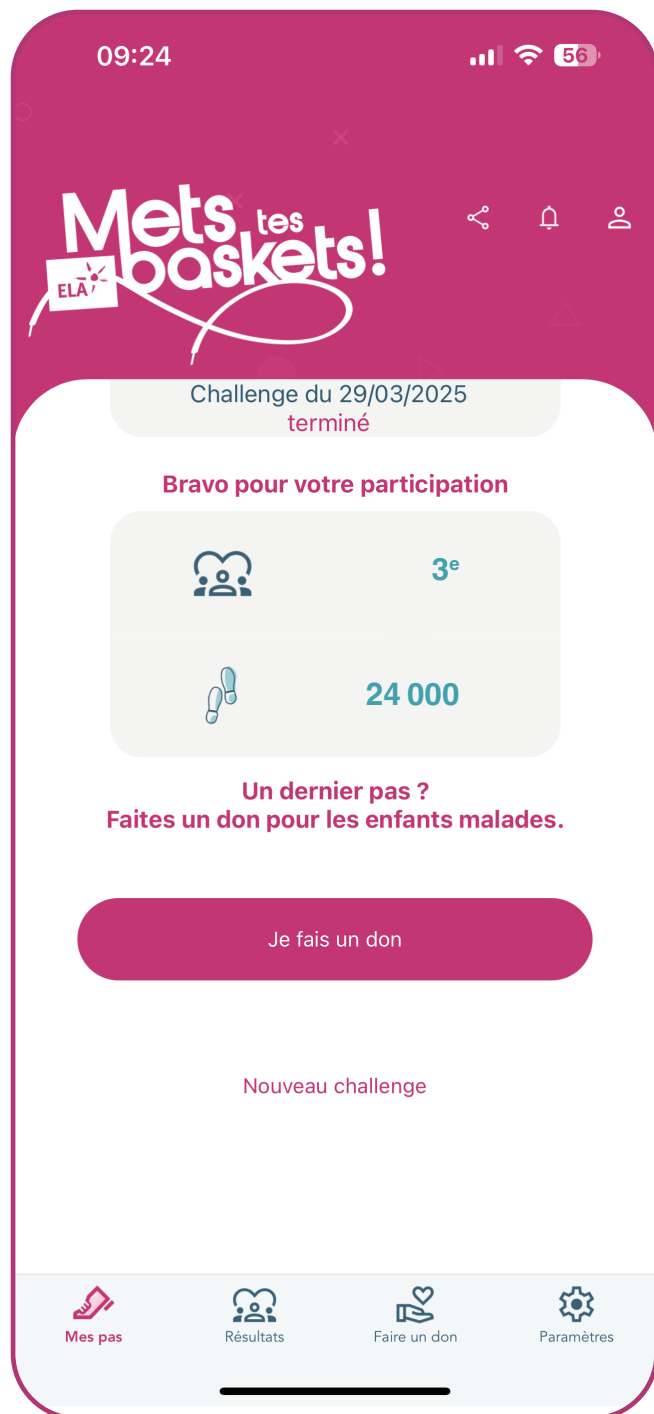 09:24
56
Mets tes
baskets!
ELA
Challenge du 29/03/2025
terminé
Bravo pour votre participation
3e
24 000
Un dernier pas ?
Faites un don pour les enfants malades.
Je fais un don
Nouveau challenge
Mes pas
Résultats
Faire un don
Paramètres